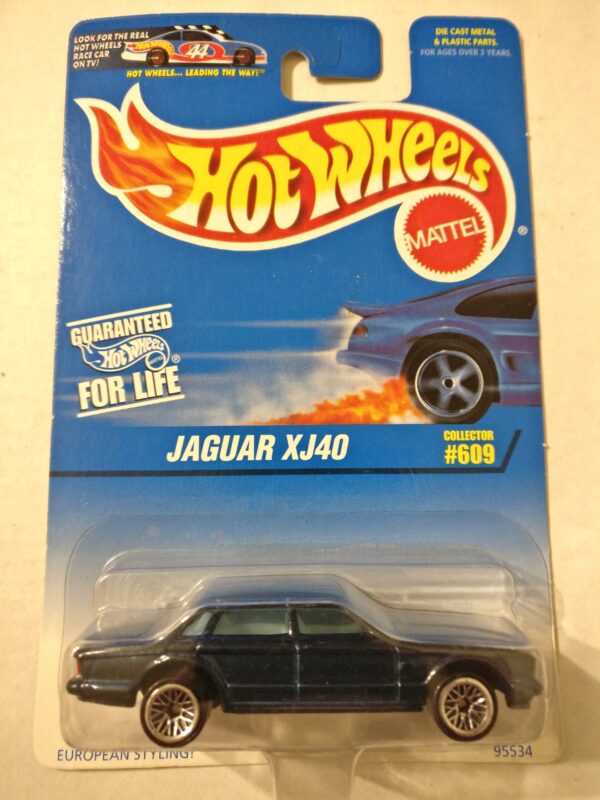 LOOK FOR THE REAL
HOT WHEELS
RACE CAR
ON TV!
44
HOT WHEELS... LEADING THE WAY!™
DIE CAST METAL
& PLASTIC PARTS.
FOR AGES OVER 3 YEARS.
HOT WHEELS
MATTEL
®
GUARANTEED
HOT WHEELS
MATTEL
®
FOR LIFE
JAGUAR XJ40
COLLECTOR
#609
EUROPEAN STYLING!
95534